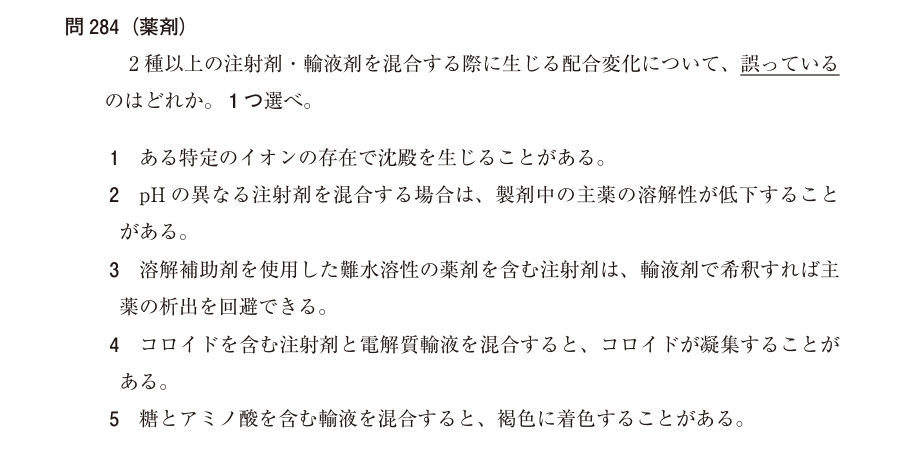 問 284（薬剤）
２種以上の注射剤・輸液剤を混合する際に生じる配合変化について、誤っている
のはどれか。１つ選べ。
1 ある特定のイオンの存在で沈殿を生じることがある。
2 pH の異なる注射剤を混合する場合は、製剤中の主薬の溶解性が低下すること
がある。
3 溶解補助剤を使用した難水溶性の薬剤を含む注射剤は、輸液剤で希釈すれば主
薬の析出を回避できる。
4 コロイドを含む注射剤と電解質輸液を混合すると、コロイドが凝集することが
ある。
5 糖とアミノ酸を含む輸液を混合すると、褐色に着色することがある。